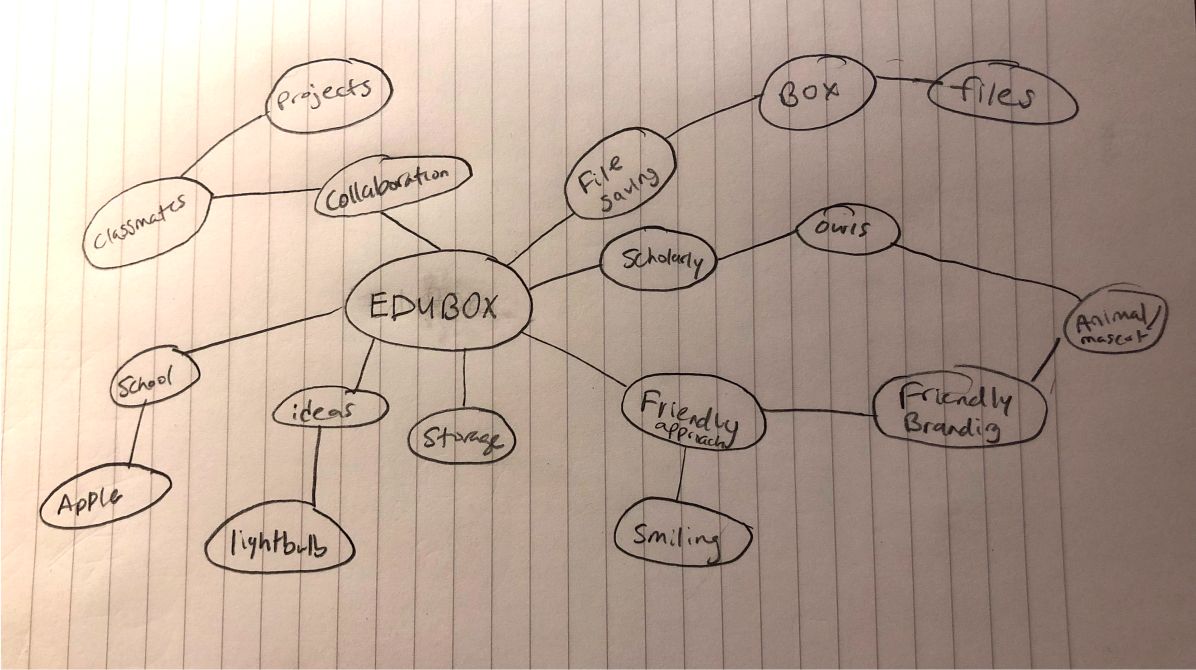 Projects
BOX
files
Collaboration
File
saving
Classmates
owls
Scholarly
EDUBOX
Animal/
mascot
School
ideas
Friendly
approach
Friendly
Brandig
Storage
Apple
lightbulb
Smiling